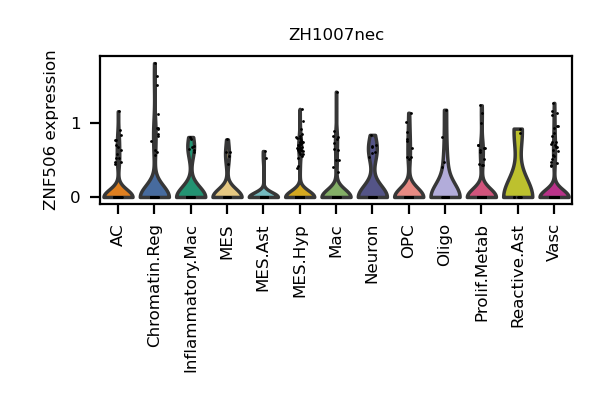 ZH1007nec
ZNF506 expression
1
0
AC
Chromatin.Reg
Inflammatory.Mac
MES
MES.Ast
MES.Hyp
Mac
Neuron
OPC
Oligo
Prolif.Metab
Reactive.Ast
Vasc